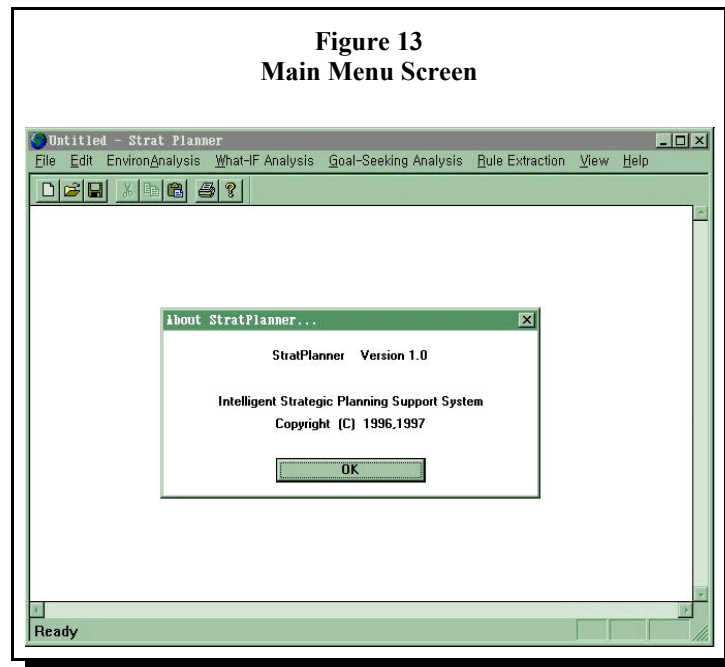 Figure 13
Main Menu Screen
Untitled - Strat Planner
File Edit EnvironAnalysis What-IF Analysis Goal-Seeking Analysis Rule Extraction View Help
About StratPlanner...
StratPlanner Version 1.0
Intelligent Strategic Planning Support System
Copyright (C) 1996,1997
OK
Ready